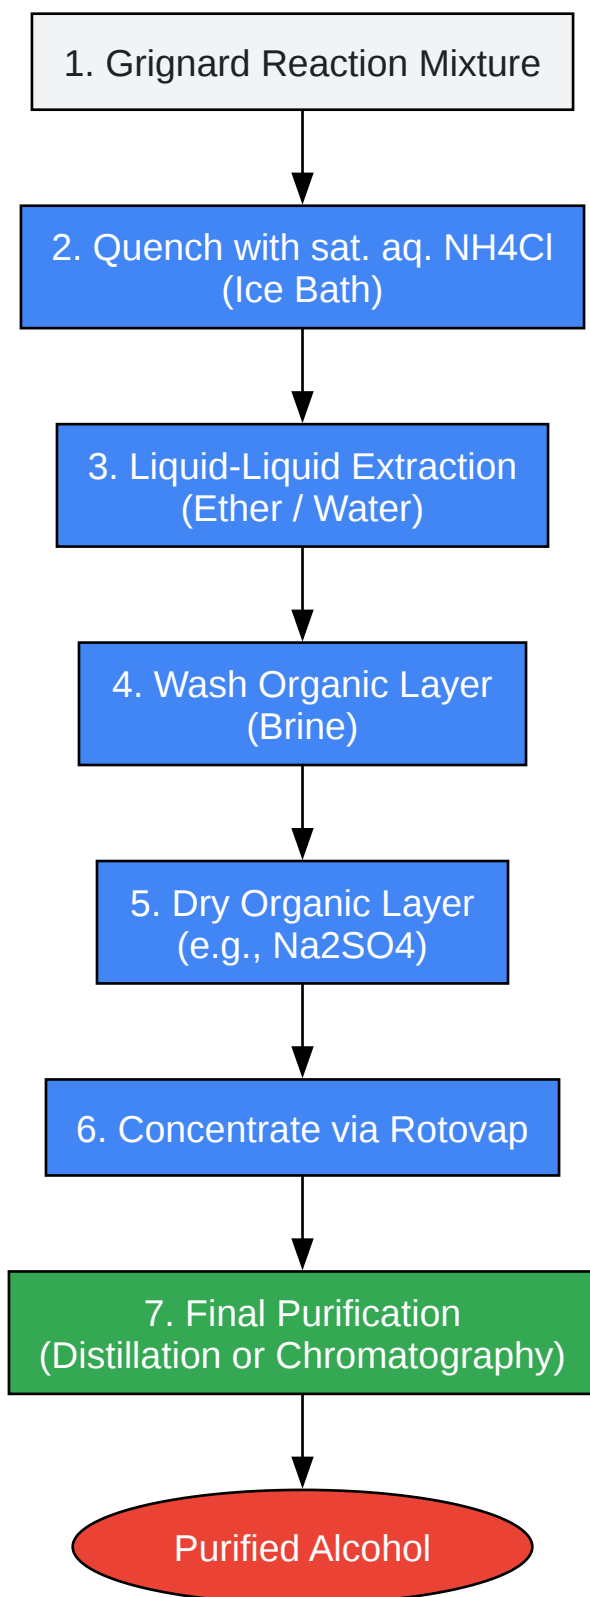 1. Grignard Reaction Mixture
2. Quench with sat. aq. NH4Cl
(Ice Bath)
3. Liquid-Liquid Extraction
(Ether / Water)
4. Wash Organic Layer
(Brine)
5. Dry Organic Layer
(e.g., Na2SO4)
6. Concentrate via Rotovap
7. Final Purification
(Distillation or Chromatography)
Purified Alcohol